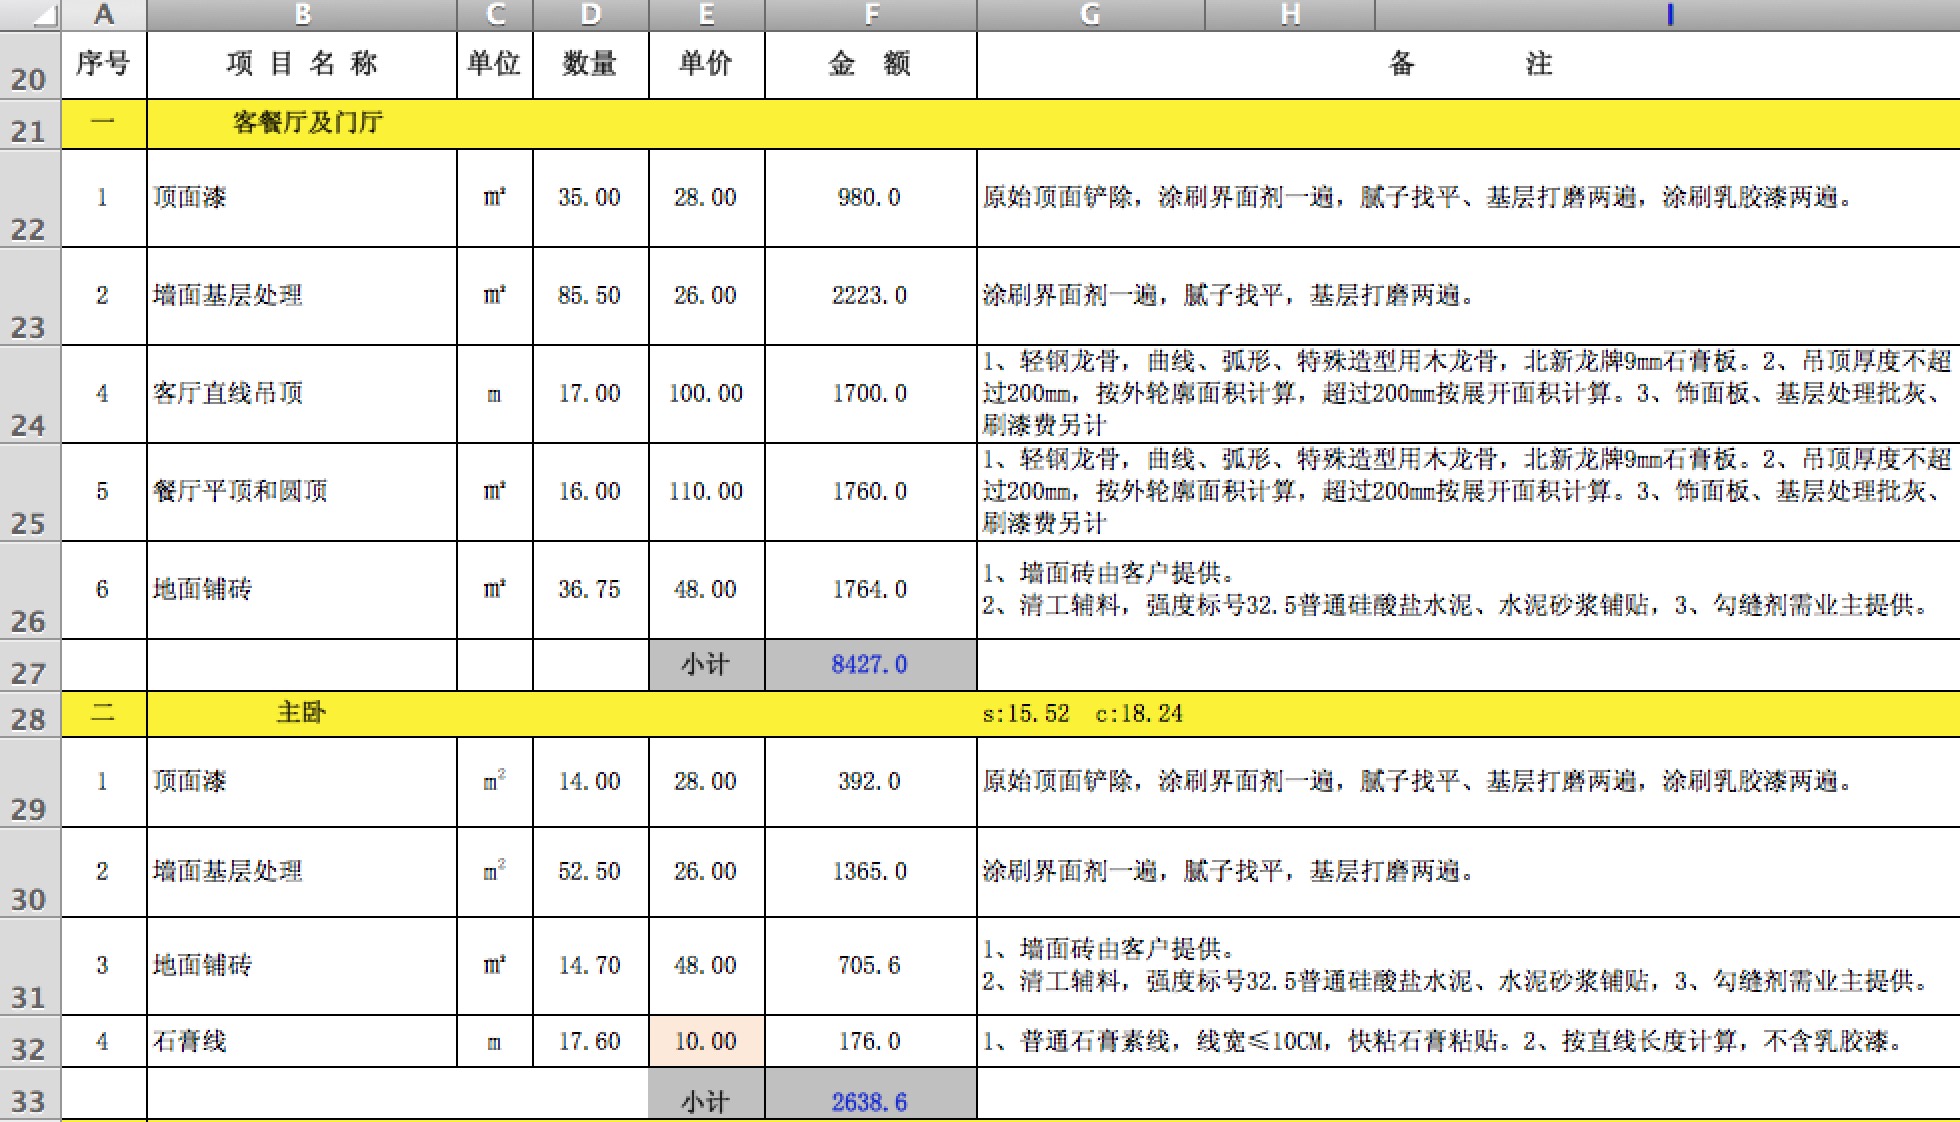 A B C D E F G H I
20 序号 项 目 名 称 单位 数量 单价 金 额 备 注
21 一 客餐厅及门厅
22 1 顶面漆 m² 35.00 28.00 980.0 原始顶面铲除，涂刷界面剂一遍，腻子找平、基层打磨两遍，涂刷乳胶漆两遍。
23 2 墙面基层处理 m² 85.50 26.00 2223.0 涂刷界面剂一遍，腻子找平，基层打磨两遍。
24 4 客厅直线吊顶 m 17.00 100.00 1700.0 1、轻钢龙骨，曲线、弧形、特殊造型用木龙骨，北新龙牌9mm石膏板。2、吊顶厚度不超
过200mm，按外轮廓面积计算，超过200mm按展开面积计算。3、饰面板、基层处理批灰、
刷漆费另计
25 5 餐厅平顶和圆顶 m² 16.00 110.00 1760.0 1、轻钢龙骨，曲线、弧形、特殊造型用木龙骨，北新龙牌9mm石膏板。2、吊顶厚度不超
过200mm，按外轮廓面积计算，超过200mm按展开面积计算。3、饰面板、基层处理批灰、
刷漆费另计
26 6 地面铺砖 m² 36.75 48.00 1764.0 1、墙面砖由客户提供。
2、清工辅料，强度标号32.5普通硅酸盐水泥、水泥砂浆铺贴，3、勾缝剂需业主提供。
27 小计 8427.0
28 二 主卧 s:15.52 c:18.24
29 1 顶面漆 m² 14.00 28.00 392.0 原始顶面铲除，涂刷界面剂一遍，腻子找平、基层打磨两遍，涂刷乳胶漆两遍。
30 2 墙面基层处理 m² 52.50 26.00 1365.0 涂刷界面剂一遍，腻子找平，基层打磨两遍。
31 3 地面铺砖 m² 14.70 48.00 705.6 1、墙面砖由客户提供。
2、清工辅料，强度标号32.5普通硅酸盐水泥、水泥砂浆铺贴，3、勾缝剂需业主提供。
32 4 石膏线 m 17.60 10.00 176.0 1、普通石膏素线，线宽≤10CM，快粘石膏粘贴。2、按直线长度计算，不含乳胶漆。
33 小计 2638.6